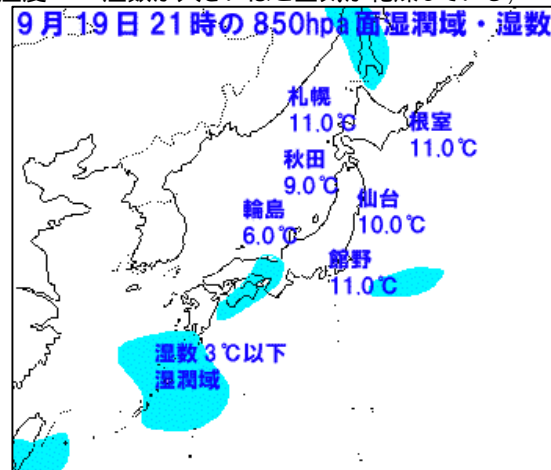 9月19日21時の850hpa面湿潤域・湿数
札幌
11.0℃
根室
11.0℃
秋田
9.0℃
仙台
10.0℃
輪島
6.0℃
館野
11.0℃
湿数3℃以下
湿潤域